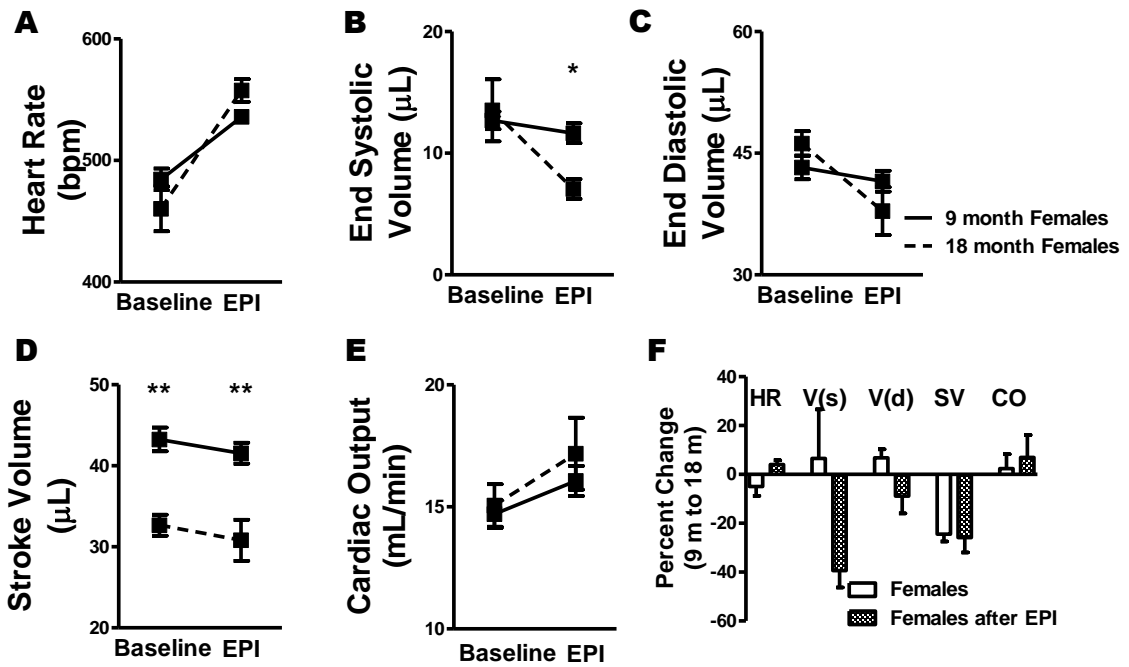 A
Heart Rate
(bpm)
600
500
400
Baseline EPI
B
End Systolic
Volume (μL)
20
10
0
*
Baseline EPI
C
End Diastolic
Volume (μL)
60
45
30
Baseline EPI
9 month Females
18 month Females
D
Stroke Volume
(μL)
50
40
30
20
** **
Baseline EPI
E
Cardiac Output
(mL/min)
20
15
10
Baseline EPI
F
Percent Change
(9 m to 18 m)
40
20
0
-20
-40
-60
HR V(s) V(d) SV CO
Females
Females after EPI